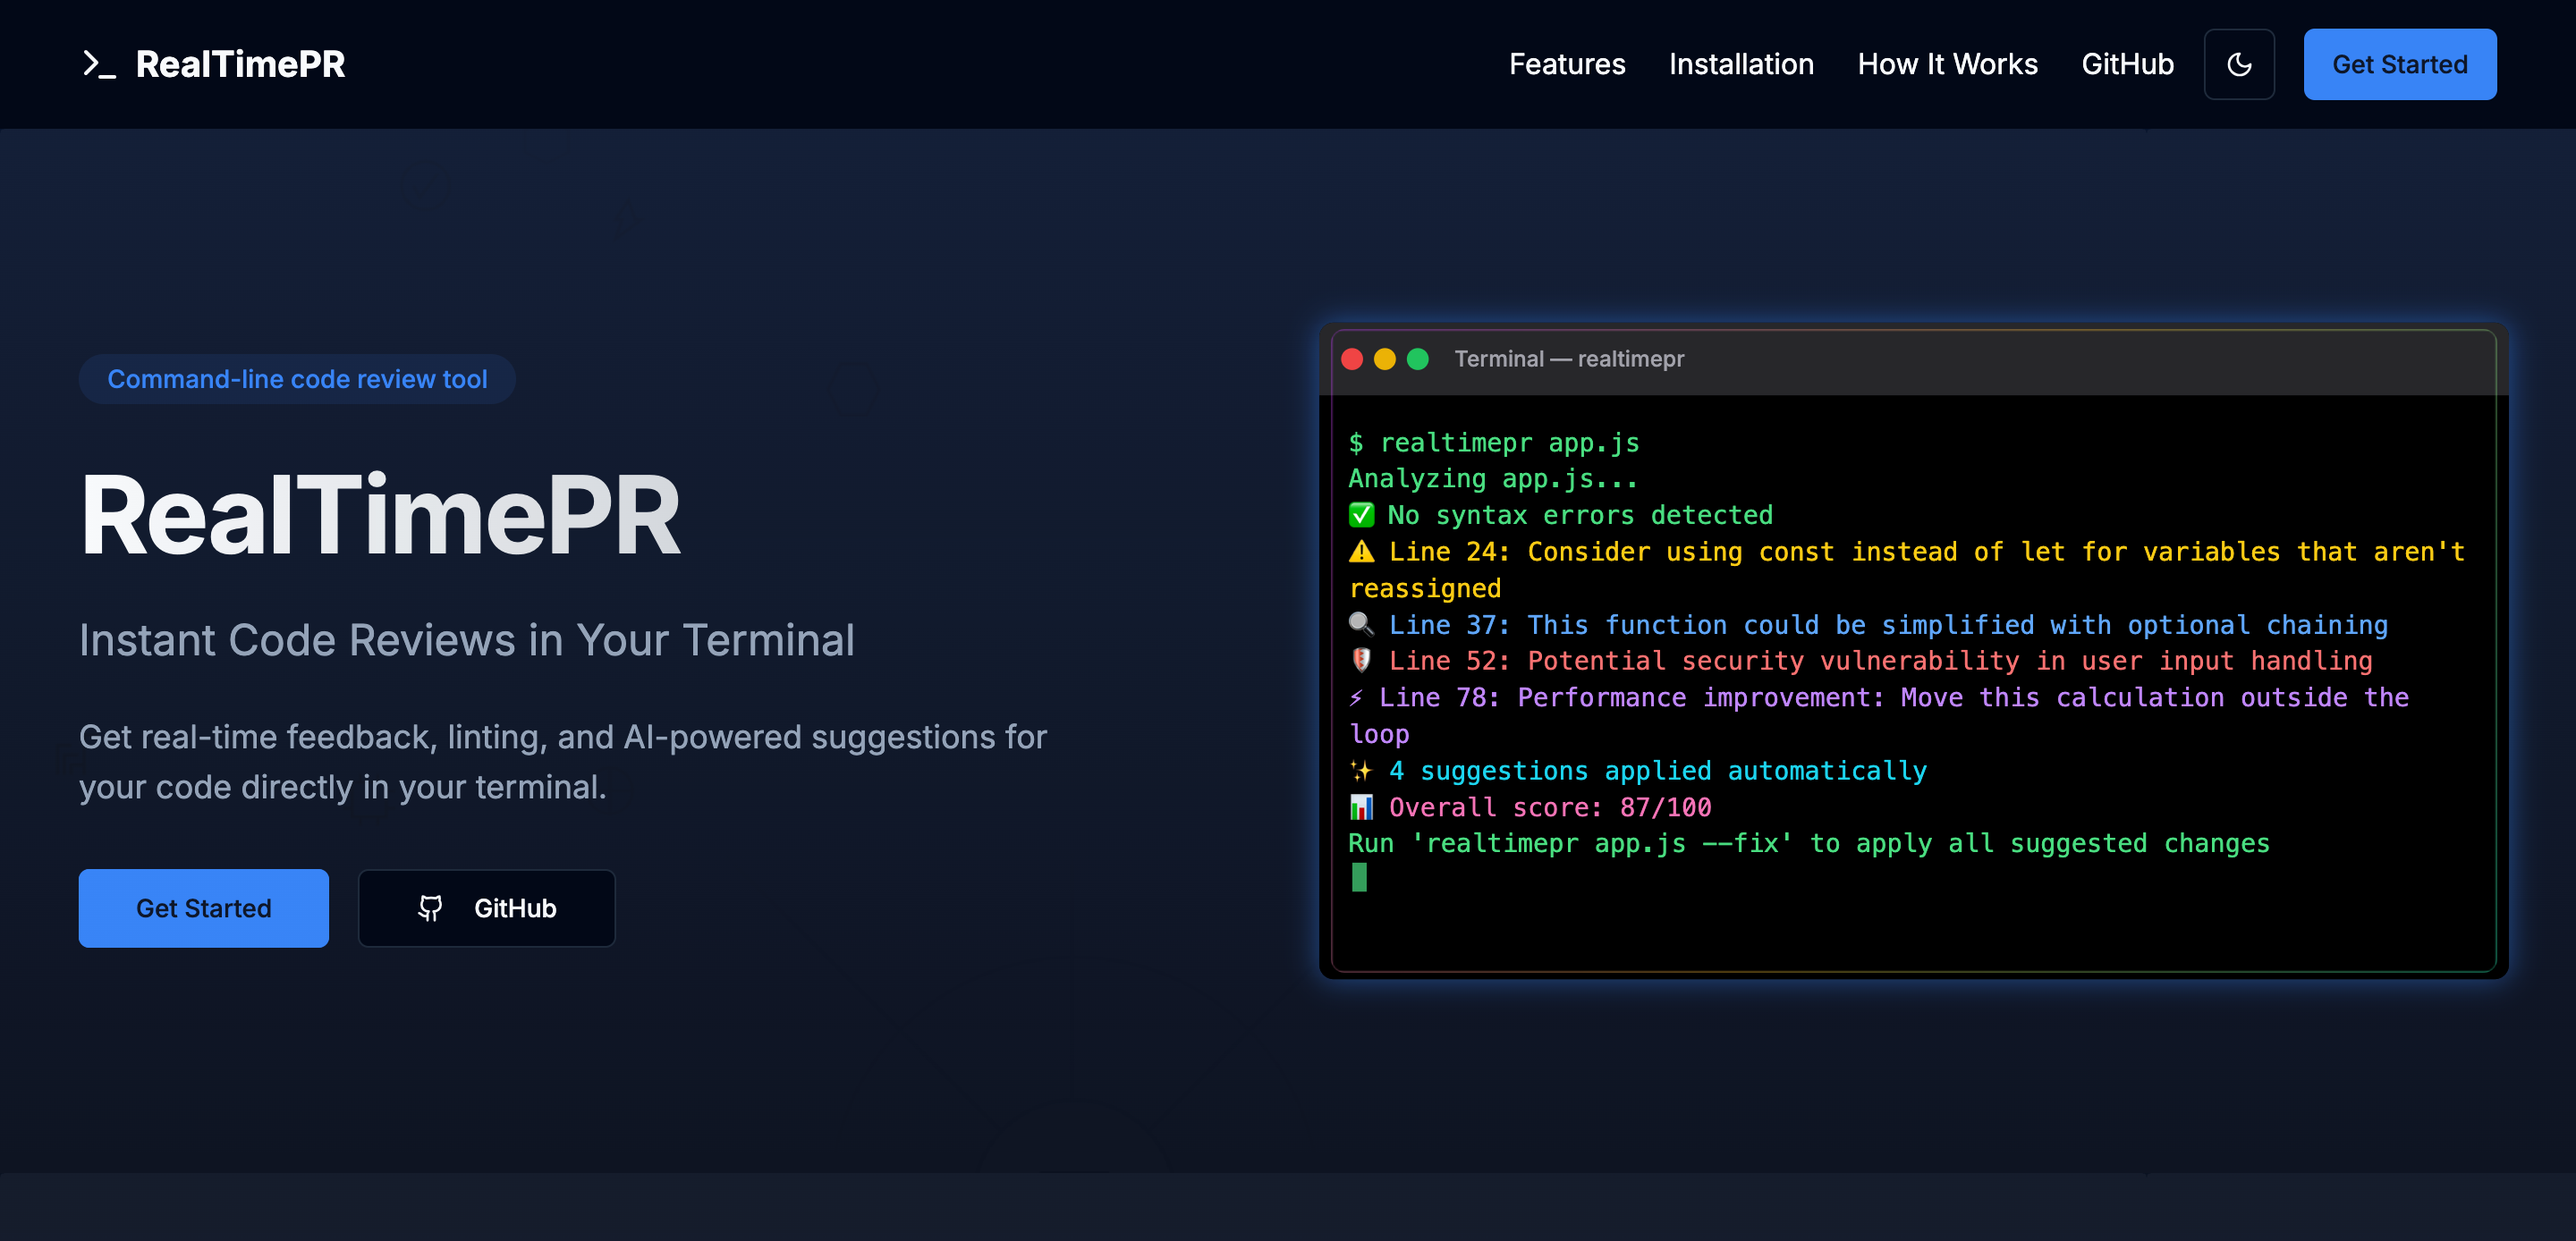 RealTimePR
Features
Installation
How It Works
GitHub
Get Started
Command-line code review tool
RealTimePR
Instant Code Reviews in Your Terminal
Get real-time feedback, linting, and AI-powered suggestions for
your code directly in your terminal.
Get Started
GitHub
Terminal — realtimepr
$ realtimepr app.js
Analyzing app.js...
✅ No syntax errors detected
⚠️ Line 24: Consider using const instead of let for variables that aren't
reassigned
🔍 Line 37: This function could be simplified with optional chaining
🛡️ Line 52: Potential security vulnerability in user input handling
⚡ Line 78: Performance improvement: Move this calculation outside the
loop
✨ 4 suggestions applied automatically
📊 Overall score: 87/100
Run 'realtimepr app.js --fix' to apply all suggested changes